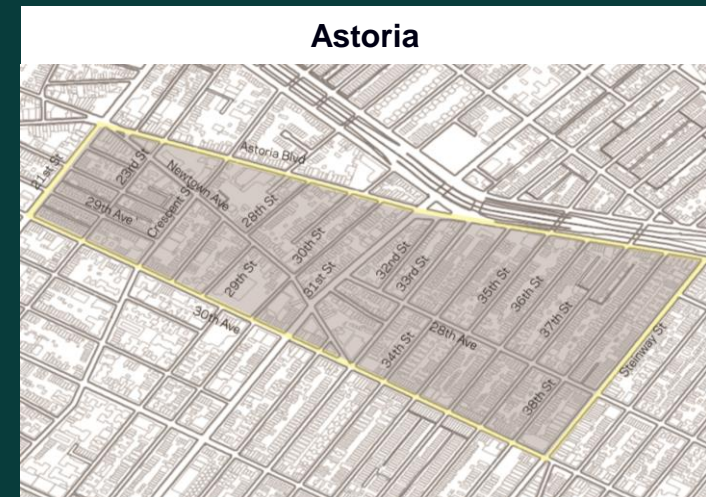 Astoria
Astoria Blvd
21st St
23rd St
Newtown Ave
29th Ave
Crescent St
28th St
30th St
31st St
29th St
30th Ave
32nd St
33rd St
34th St
28th Ave
35th St
36th St
37th St
38th St
Steinway St